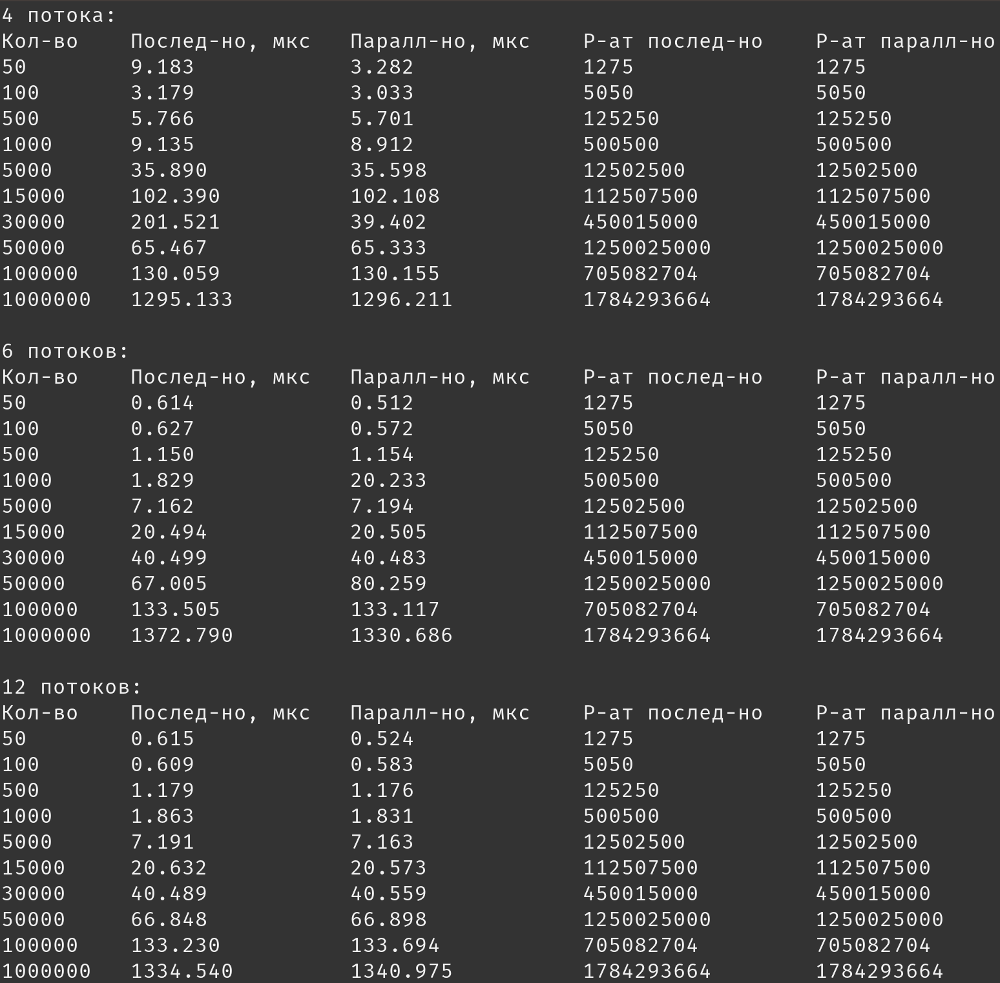 4 потока:
Кол-во Послед-но, мкс Паралл-но, мкс Р-ат послед-но Р-ат паралл-но
50 9.183 3.282 1275 1275
100 3.179 3.033 5050 5050
500 5.766 5.701 125250 125250
1000 9.135 8.912 500500 500500
5000 35.890 35.598 12502500 12502500
15000 102.390 102.108 112507500 112507500
30000 201.521 39.402 450015000 450015000
50000 65.467 65.333 1250025000 1250025000
100000 130.059 130.155 705082704 705082704
1000000 1295.133 1296.211 1784293664 1784293664
6 потоков:
Кол-во Послед-но, мкс Паралл-но, мкс Р-ат послед-но Р-ат паралл-но
50 0.614 0.512 1275 1275
100 0.627 0.572 5050 5050
500 1.150 1.154 125250 125250
1000 1.829 20.233 500500 500500
5000 7.162 7.194 12502500 12502500
15000 20.494 20.505 112507500 112507500
30000 40.499 40.483 450015000 450015000
50000 67.005 80.259 1250025000 1250025000
100000 133.505 133.117 705082704 705082704
1000000 1372.790 1330.686 1784293664 1784293664
12 потоков:
Кол-во Послед-но, мкс Паралл-но, мкс Р-ат послед-но Р-ат паралл-но
50 0.615 0.524 1275 1275
100 0.609 0.583 5050 5050
500 1.179 1.176 125250 125250
1000 1.863 1.831 500500 500500
5000 7.191 7.163 12502500 12502500
15000 20.632 20.573 112507500 112507500
30000 40.489 40.559 450015000 450015000
50000 66.848 66.898 1250025000 1250025000
100000 133.230 133.694 705082704 705082704
1000000 1334.540 1340.975 1784293664 1784293664